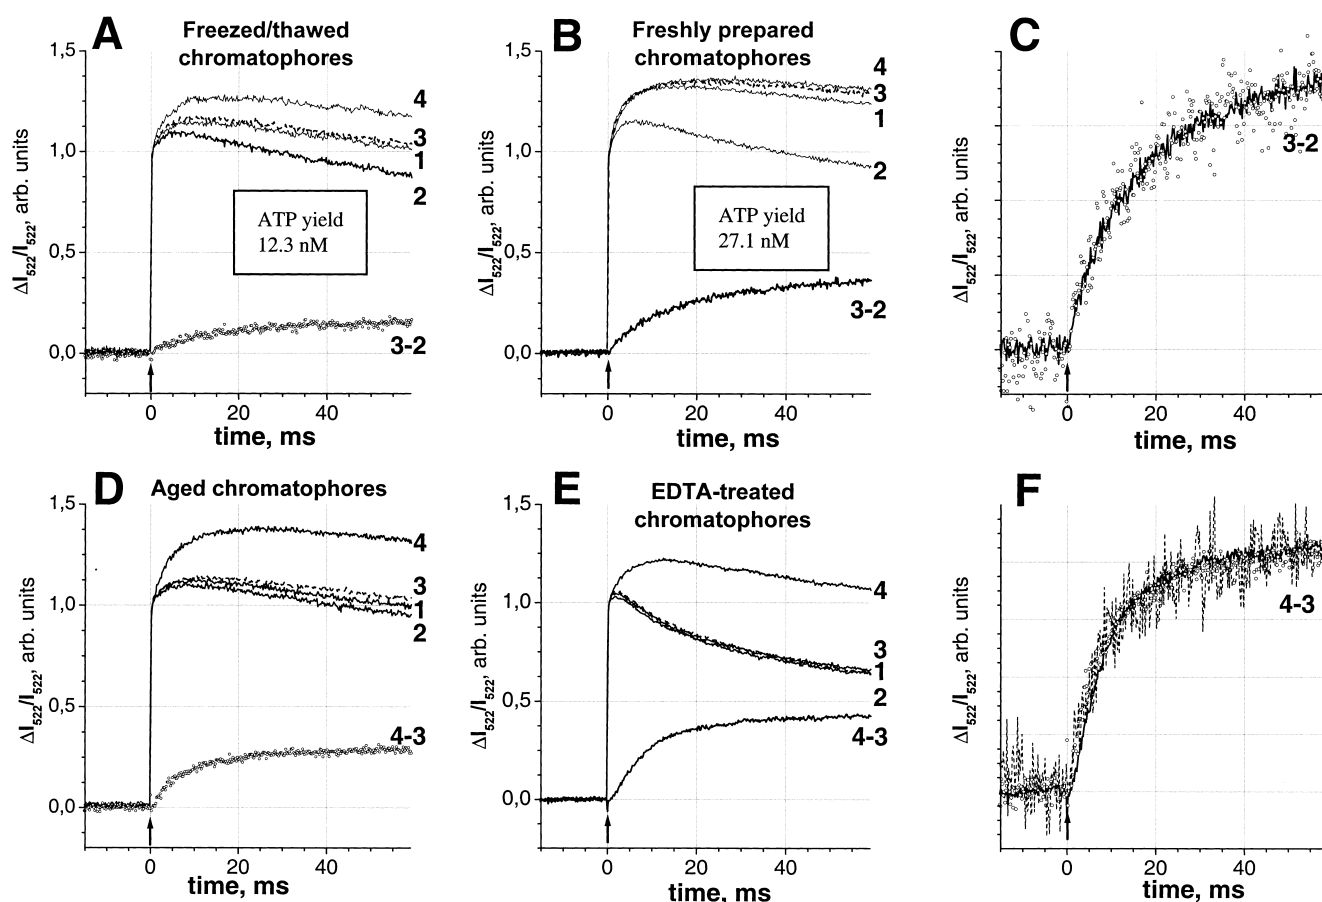 A
Freezed/thawed
chromatophores
1,5
1,0
0,5
0,0
ΔI522/I522, arb. units
4
3
1
2
ATP yield
12.3 nM
3-2
0
20
40
time, ms
B
Freshly prepared
chromatophores
1,5
1,0
0,5
0,0
ΔI522/I522, arb. units
4
3
1
2
ATP yield
27.1 nM
3-2
0
20
40
time, ms
C
ΔI522/I522, arb. units
3-2
0
20
40
time, ms
D
Aged chromatophores
1,5
1,0
0,5
0,0
ΔI522/I522, arb. units
4
3
1
2
4-3
0
20
40
time, ms
E
EDTA-treated
chromatophores
1,5
1,0
0,5
0,0
ΔI522/I522, arb. units
4
3
1
2
4-3
0
20
40
time, ms
F
ΔI522/I522, arb. units
4-3
0
20
40
time, ms